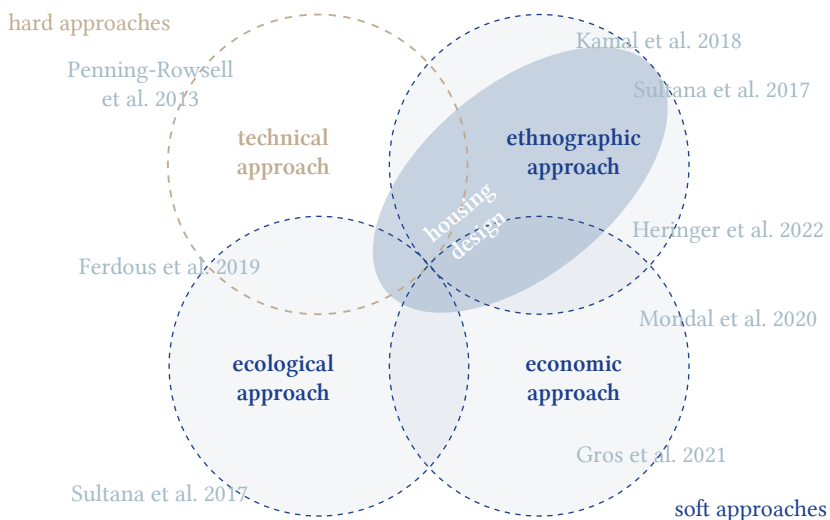 hard approaches
Kamal et al. 2018
Penning-Rowsell
et al. 2013
Sultana et al. 2017
technical
approach
ethnographic
approach
housing
design
Heringer et al. 2022
Ferdous et al. 2019
Mondal et al. 2020
ecological
approach
economic
approach
Gros et al. 2021
Sultana et al. 2017
soft approaches